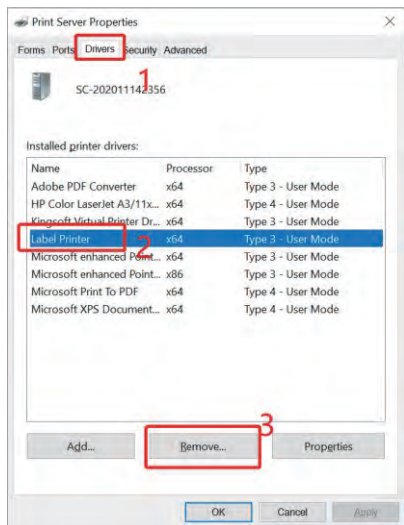 Print Server Properties
Forms Ports Drivers Security Advanced
1
SC-202011142356
Installed printer drivers:
Name Processor Type
Adobe PDF Converter x64 Type 3 - User Mode
HP Color LaserJet A3/11x... x64 Type 4 - User Mode
Kingsoft Virtual Printer Dr... x64 Type 3 - User Mode
Label Printer x64 Type 3 - User Mode
2
Microsoft enhanced Point... x64 Type 3 - User Mode
Microsoft enhanced Point... x86 Type 3 - User Mode
Microsoft Print To PDF x64 Type 4 - User Mode
Microsoft XPS Document... x64 Type 4 - User Mode
3
Add... Remove... Properties
OK Cancel Apply